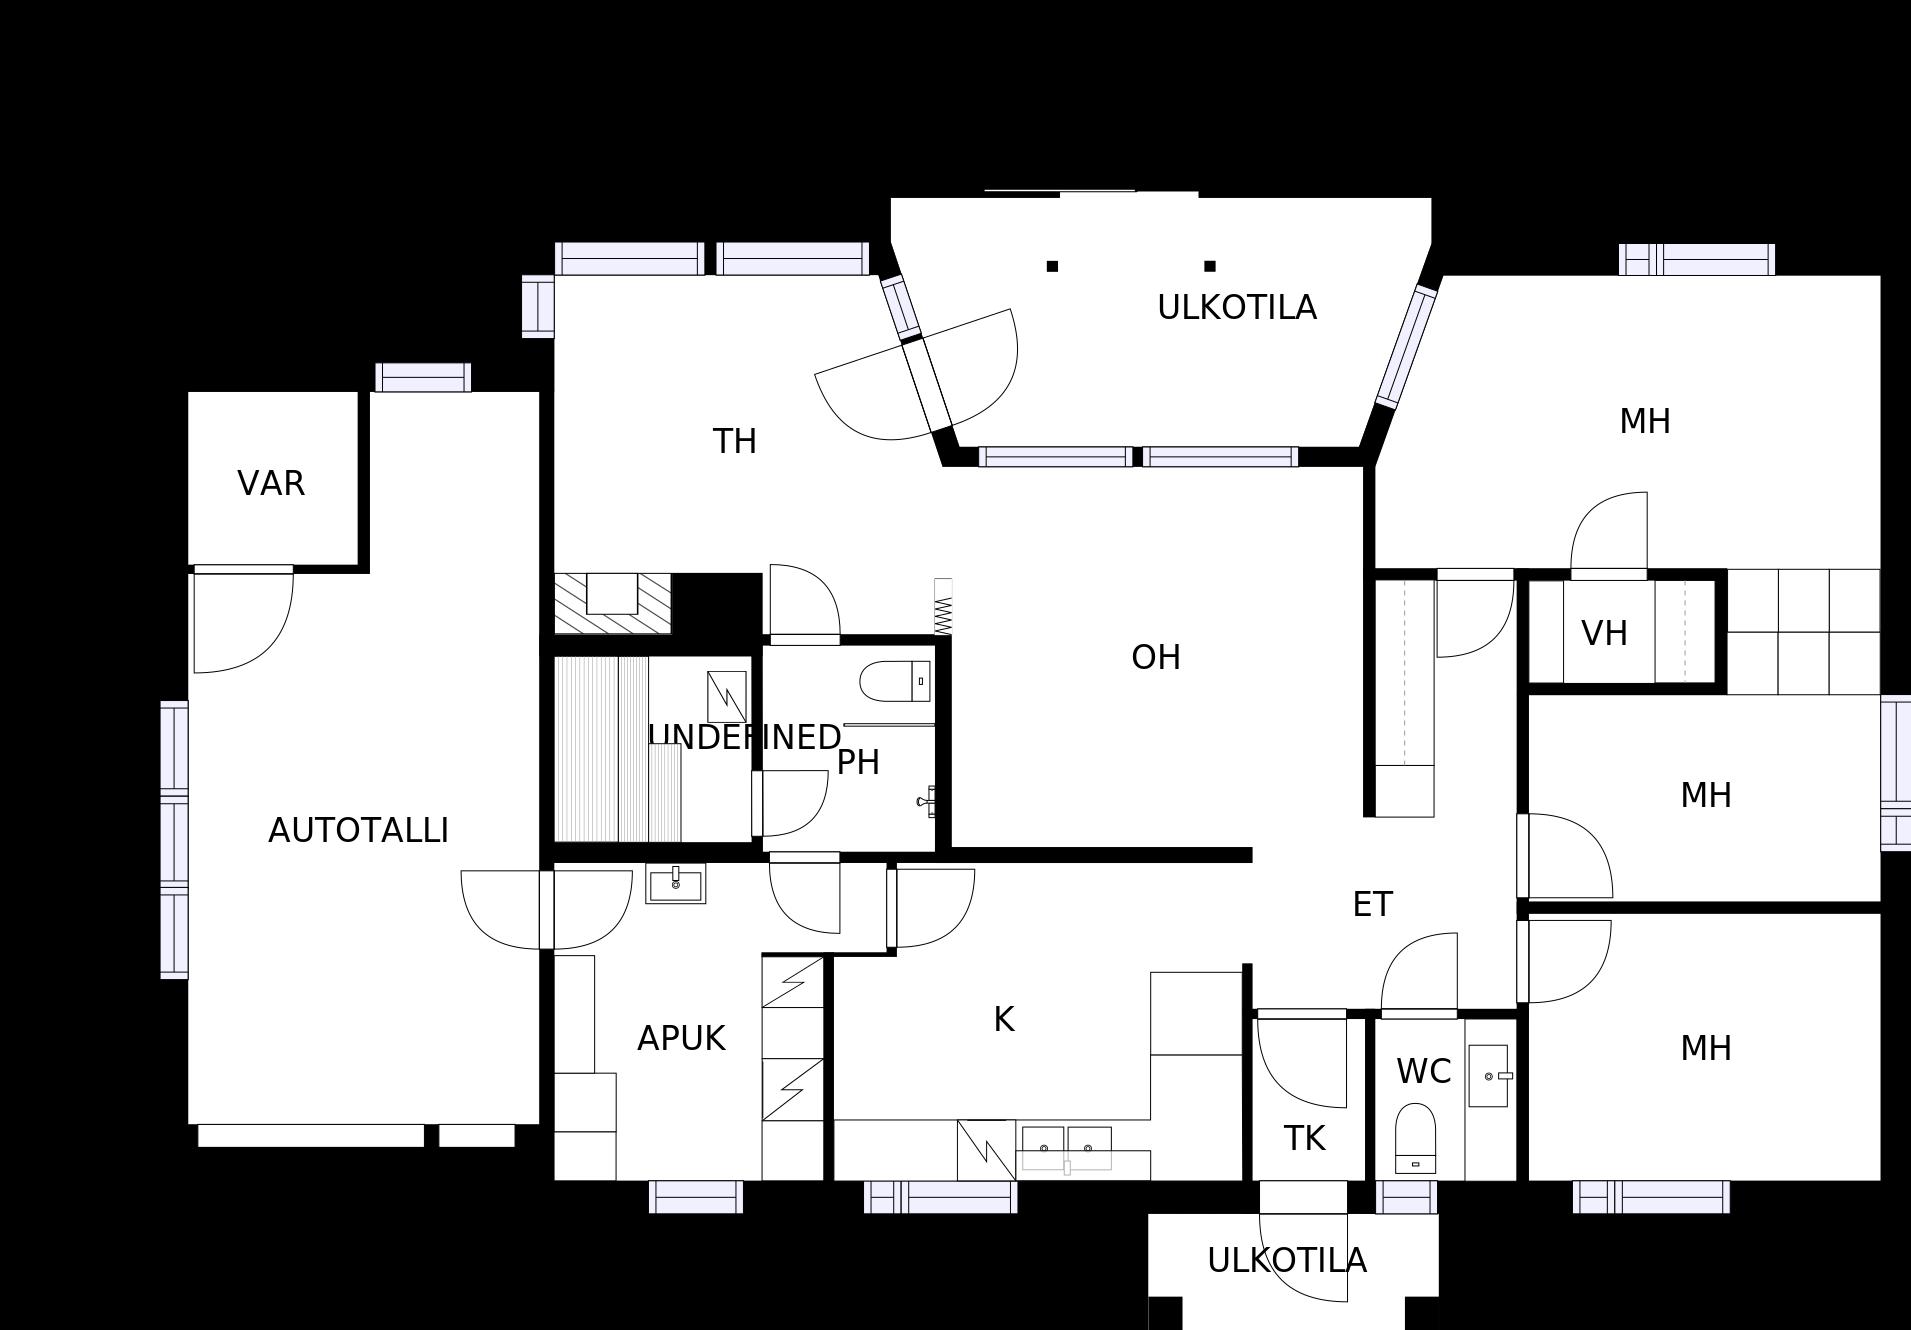 ULKOTILA
MH
TH
VAR
VH
OH
UNDEFINED
PH
MH
AUTOTALLI
ET
K
APUK
MH
WC
TK
ULKOTILA